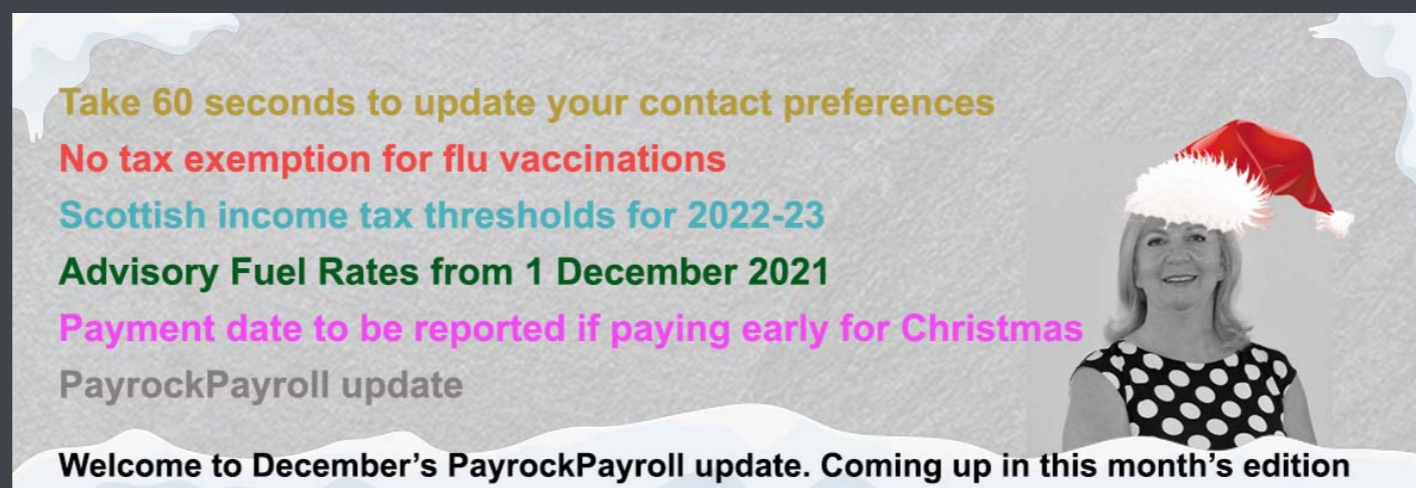 Take 60 seconds to update your contact preferences
No tax exemption for flu vaccinations
Scottish income tax thresholds for 2022-23
Advisory Fuel Rates from 1 December 2021
Payment date to be reported if paying early for Christmas
PayrockPayroll update
Welcome to December’s PayrockPayroll update. Coming up in this month’s edition